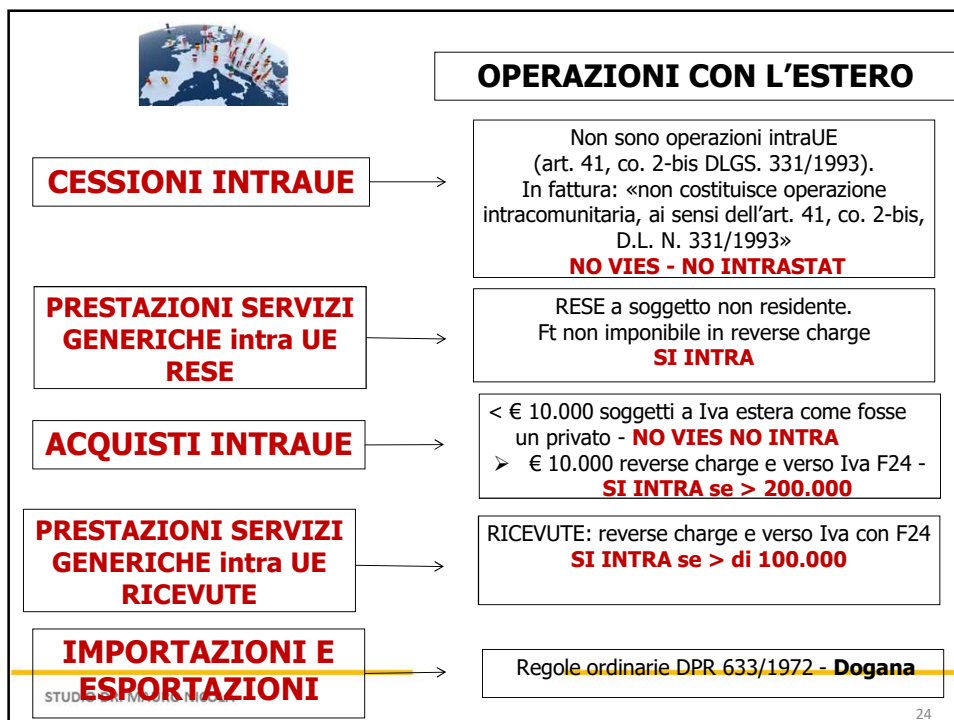 OPERAZIONI CON L'ESTERO
CESSIONI INTRAUE
Non sono operazioni intraUE
(art. 41, co. 2-bis DLGS. 331/1993).
In fattura: «non costituisce operazione
intracomunitaria, ai sensi dell'art. 41, co. 2-bis,
D.L. N. 331/1993»
NO VIES - NO INTRASTAT
PRESTAZIONI SERVIZI
GENERICHE intra UE
RESE
RESE a soggetto non residente.
Ft non imponibile in reverse charge
SI INTRA
ACQUISTI INTRAUE
< € 10.000 soggetti a Iva estera come fosse
un privato - NO VIES NO INTRA
➢ € 10.000 reverse charge e verso Iva F24 -
SI INTRA se > 200.000
PRESTAZIONI SERVIZI
GENERICHE intra UE
RICEVUTE
RICEVUTE: reverse charge e verso Iva con F24
SI INTRA se > di 100.000
IMPORTAZIONI E
ESPORTAZIONI
Regole ordinarie DPR 633/1972 - Dogana
STUDIO DR. MAURO NICOLA
24